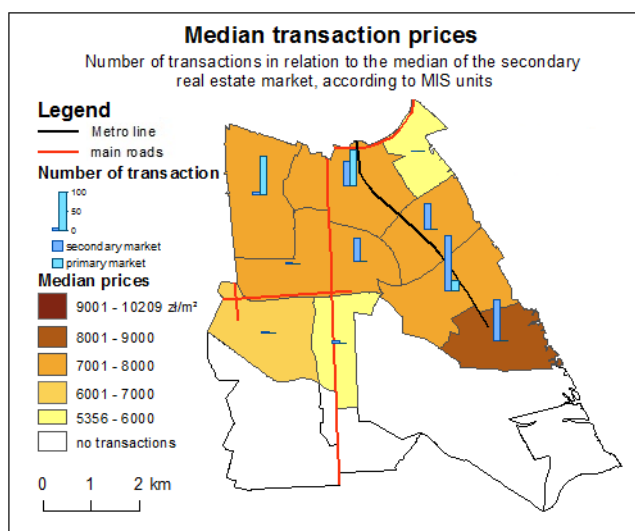 Median transaction prices
Number of transactions in relation to the median of the secondary
real estate market, according to MIS units
Legend
Metro line
main roads
Number of transaction
100
50
0
secondary market
primary market
Median prices
9001 - 10209 zł/m²
8001 - 9000
7001 - 8000
6001 - 7000
5356 - 6000
no transactions
0 1 2 km